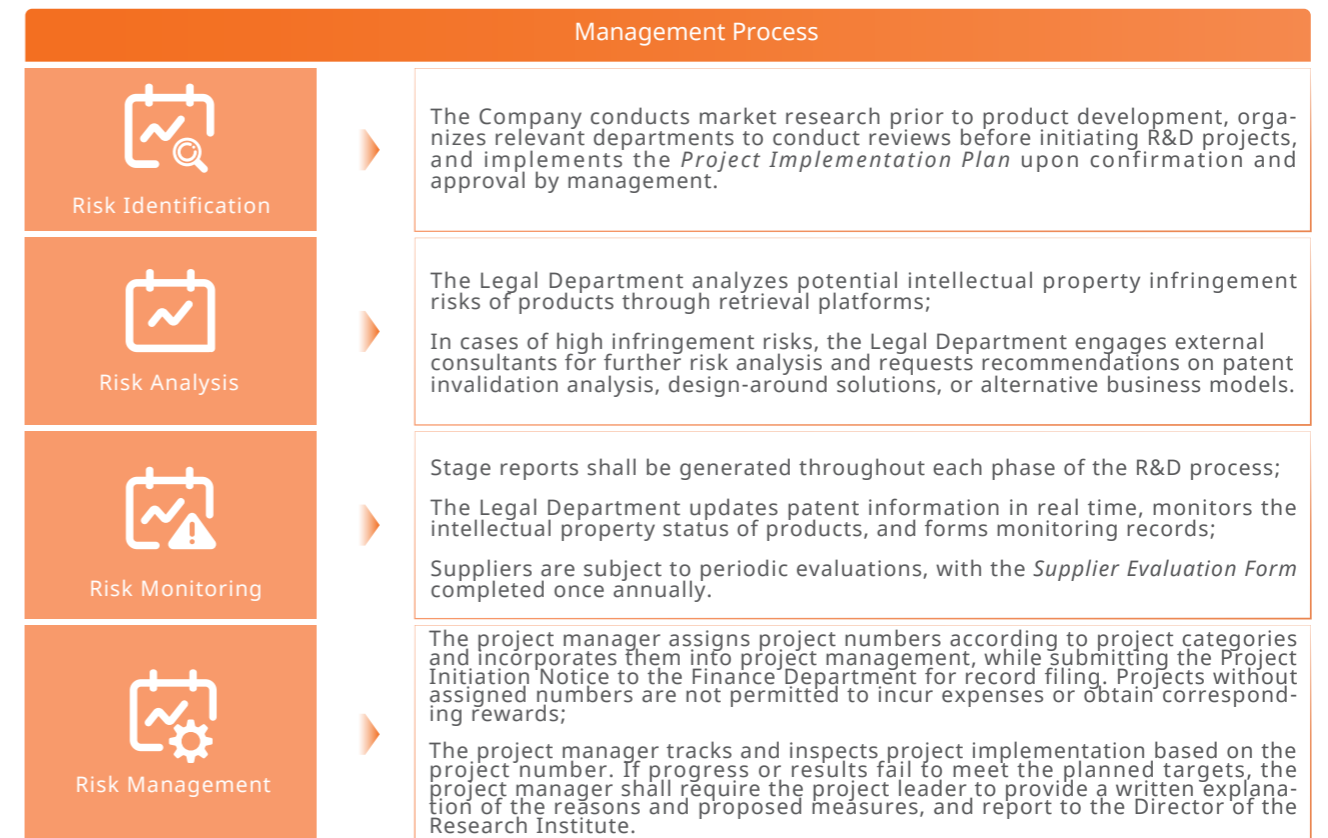 Management Process
Risk Identification
The Company conducts market research prior to product development, orga-
nizes relevant departments to conduct reviews before initiating R&D projects,
and implements the Project Implementation Plan upon confirmation and
approval by management.
Risk Analysis
The Legal Department analyzes potential intellectual property infringement
risks of products through retrieval platforms;
In cases of high infringement risks, the Legal Department engages external
consultants for further risk analysis and requests recommendations on patent
invalidation analysis, design-around solutions, or alternative business models.
Risk Monitoring
Stage reports shall be generated throughout each phase of the R&D process;
The Legal Department updates patent information in real time, monitors the
intellectual property status of products, and forms monitoring records;
Suppliers are subject to periodic evaluations, with the Supplier Evaluation Form
completed once annually.
Risk Management
The project manager assigns project numbers according to project categories
and incorporates them into project management, while submitting the Project
Initiation Notice to the Finance Department for record filing. Projects without
assigned numbers are not permitted to incur expenses or obtain correspond-
ing rewards;
The project manager tracks and inspects project implementation based on the
project number. If progress or results fail to meet the planned targets, the
project manager shall require the project leader to provide a written explana-
tion of the reasons and proposed measures, and report to the Director of the
Research Institute.